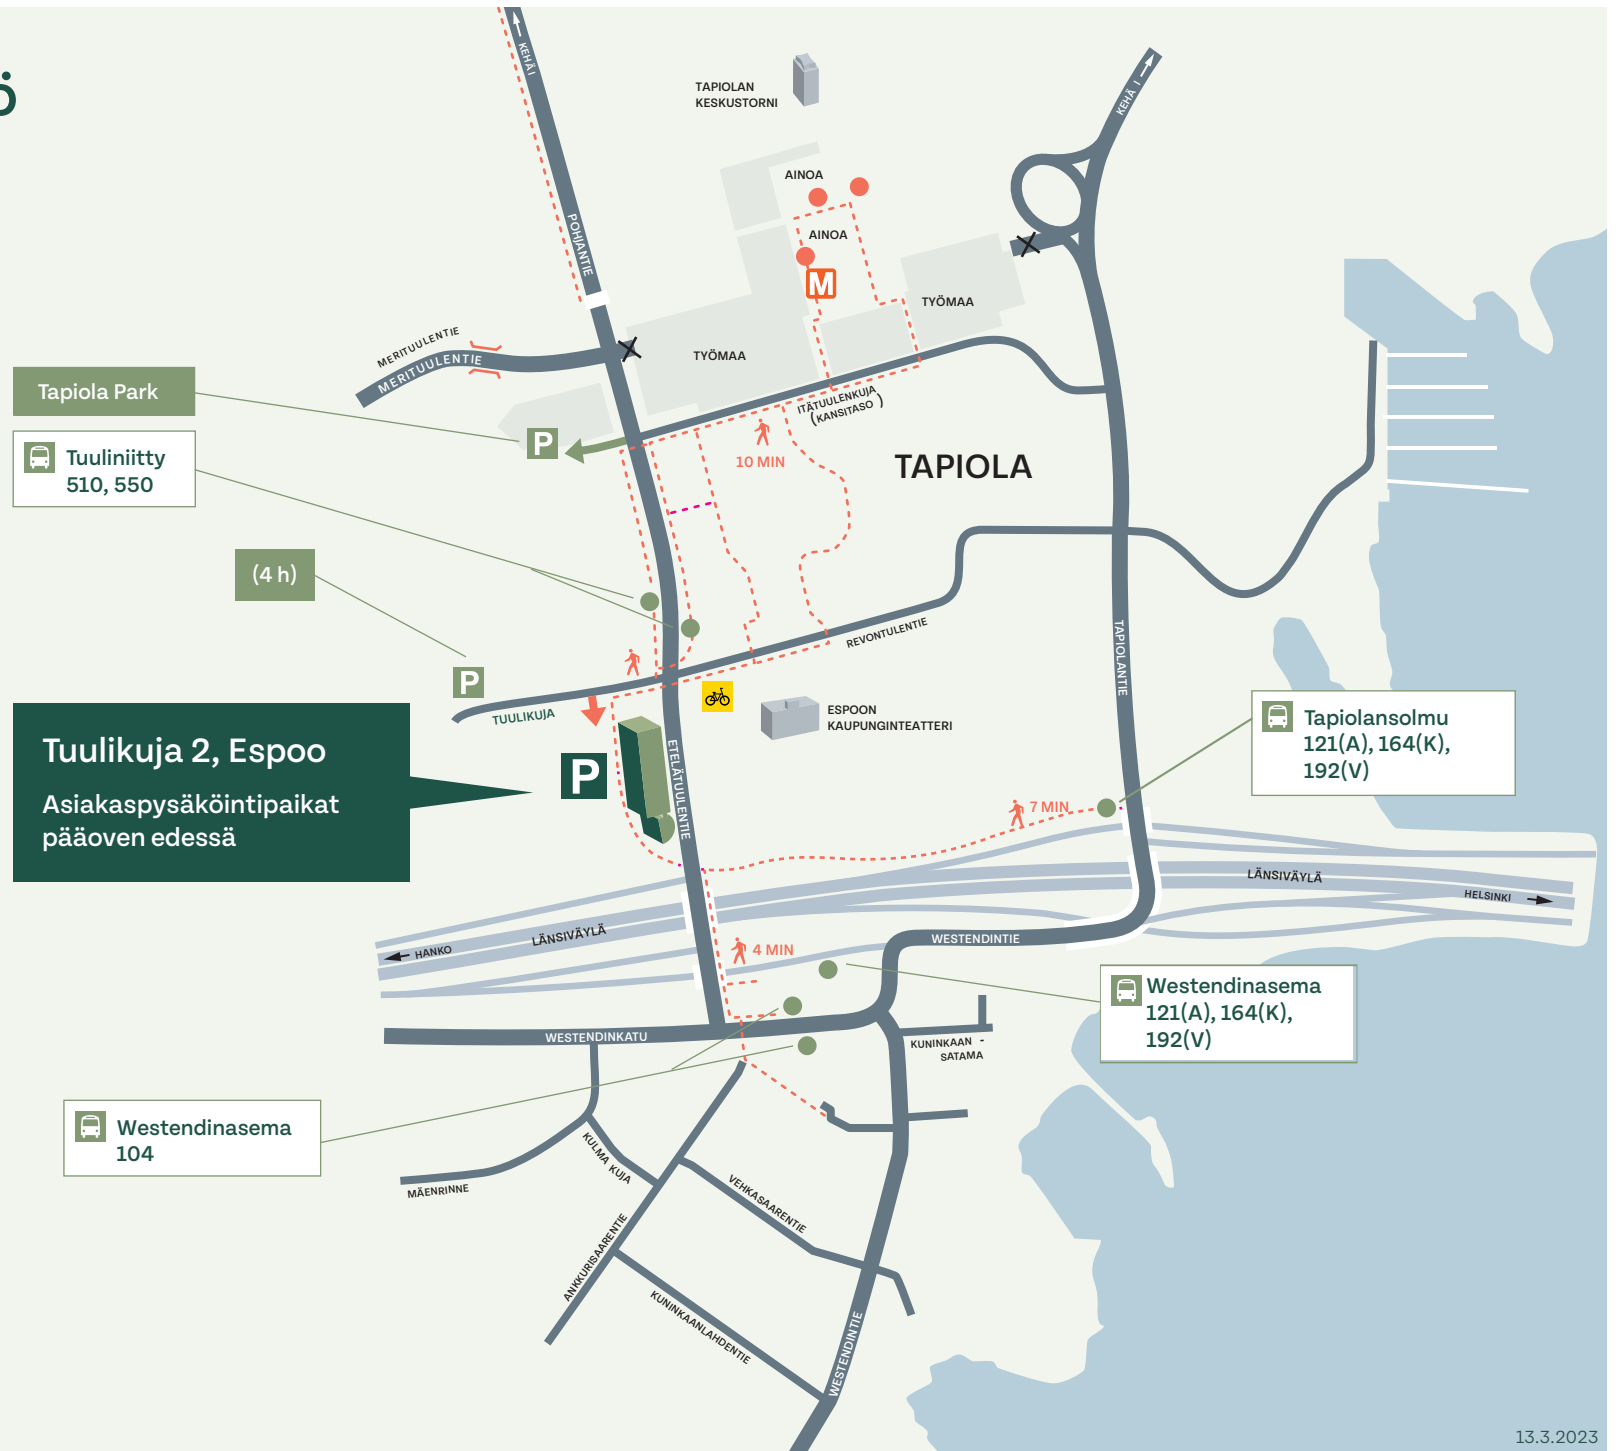 Ö
KEHÄ I
TAPIOLAN
KESKUSTORNI
KEHÄ I
AINOA
POHJANTIE
AINOA
M
TYÖMAA
MERITUULENTIE
MERITUULENTIE
TYÖMAA
Tapiola Park
ITÄTUULENKUJA
(KANSITASO)
P
Tuuliniitty
510, 550
10 MIN
TAPIOLA
(4 h)
REVONTULENTIE
TAPIOLANTIE
P
TUULIKUJA
ESPOON
KAUPUNGINTEATTERI
Tapiolansolmu
121(A), 164(K),
192(V)
Tuulikuja 2, Espoo
Asiakaspysäköintipaikat
pääoven edessä
P
ETELÄTUULENTIE
7 MIN
LÄNSIVÄYLÄ
HELSINKI
LÄNSIVÄYLÄ
HANKO
WESTENDINTIE
4 MIN
Westendinasema
121(A), 164(K),
192(V)
WESTENDINKATU
KUNINKAAN -
SATAMA
Westendinasema
104
KULMA KUJA
MÄENRINNE
VEHKASAARENTIE
ANKKURISAARENTIE
KUNINKAANLAHDENTIE
WESTENDINTIE
13.3.2023